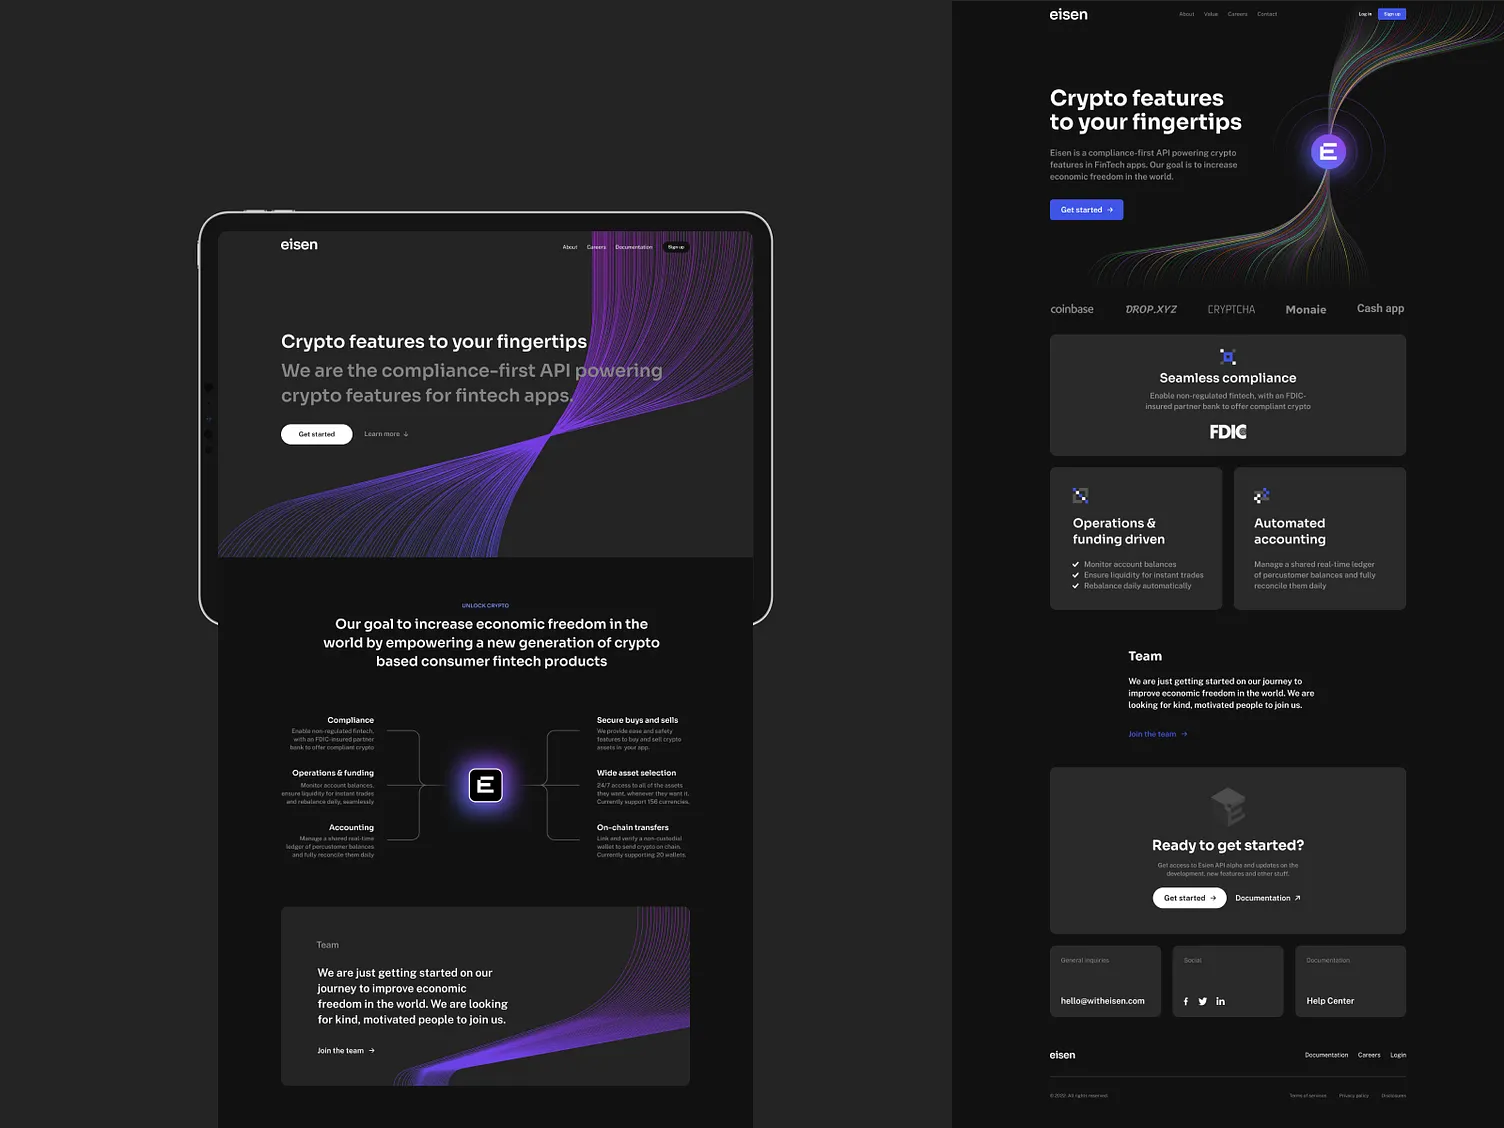 eisen
About
Careers
Documentation
Sign up
Crypto features to your fingertips
We are the compliance-first API powering
crypto features for fintech apps.
Get started
Learn more ↓
UNLOCK CRYPTO
Our goal to increase economic freedom in the
world by empowering a new generation of crypto
based consumer fintech products
Compliance
Enable non-regulated fintech,
with an FDIC-insured partner
bank to offer compliant crypto
Operations & funding
Monitor account balances,
ensure liquidity for instant trades
and rebalance daily, seamlessly
Accounting
Manage a shared real-time
ledger of percustomer balances
and fully reconcile them daily
E
Secure buys and sells
We provide ease and safety
features to buy and sell crypto
assets in your app.
Wide asset selection
24/7 access to all of the assets
they want, whenever they want it.
Currently support 156 currencies.
On-chain transfers
Link and verify a non-custodial
wallet to send crypto on chain.
Currently supporting 20 wallets.
Team
We are just getting started on our
journey to improve economic
freedom in the world. We are looking
for kind, motivated people to join us.
Join the team →
eisen
About
Value
Careers
Contact
Log in
Sign up
Crypto features
to your fingertips
Eisen is a compliance-first API powering crypto
features in FinTech apps. Our goal is to increase
economic freedom in the world.
Get started →
E
coinbase
DROP.XYZ
CRYPTCHA
Monaie
Cash app
Seamless compliance
Enable non-regulated fintech, with an FDIC-
insured partner bank to offer compliant crypto
FDIC
Operations &
funding driven
Monitor account balances
Ensure liquidity for instant trades
Rebalance daily automatically
Automated
accounting
Manage a shared real-time ledger
of percustomer balances and fully
reconcile them daily
Team
We are just getting started on our journey to
improve economic freedom in the world. We are
looking for kind, motivated people to join us.
Join the team →
E
Ready to get started?
Get access to Esien API alpha and updates on the
development, new features and other stuff.
Get started →
Documentation ↗
General inquiries
hello@witheisen.com
Social
Documentation
Help Center
eisen
Documentation
Careers
Login
© 2022. All rights reserved.
Terms of services
Privacy policy
Disclosures